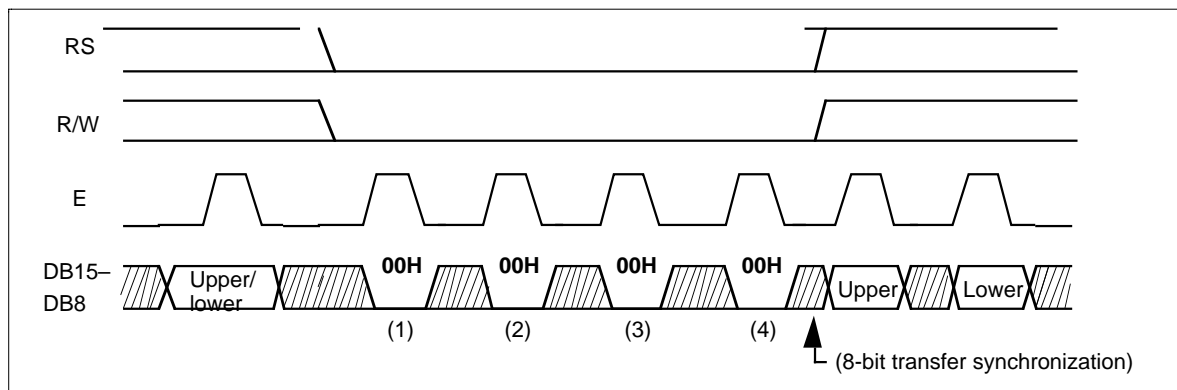 RS
R/W
E
DB15–
DB8
Upper/
lower
00H 00H 00H 00H
Upper
Lower
(1) (2) (3) (4)
(8-bit transfer synchronization)